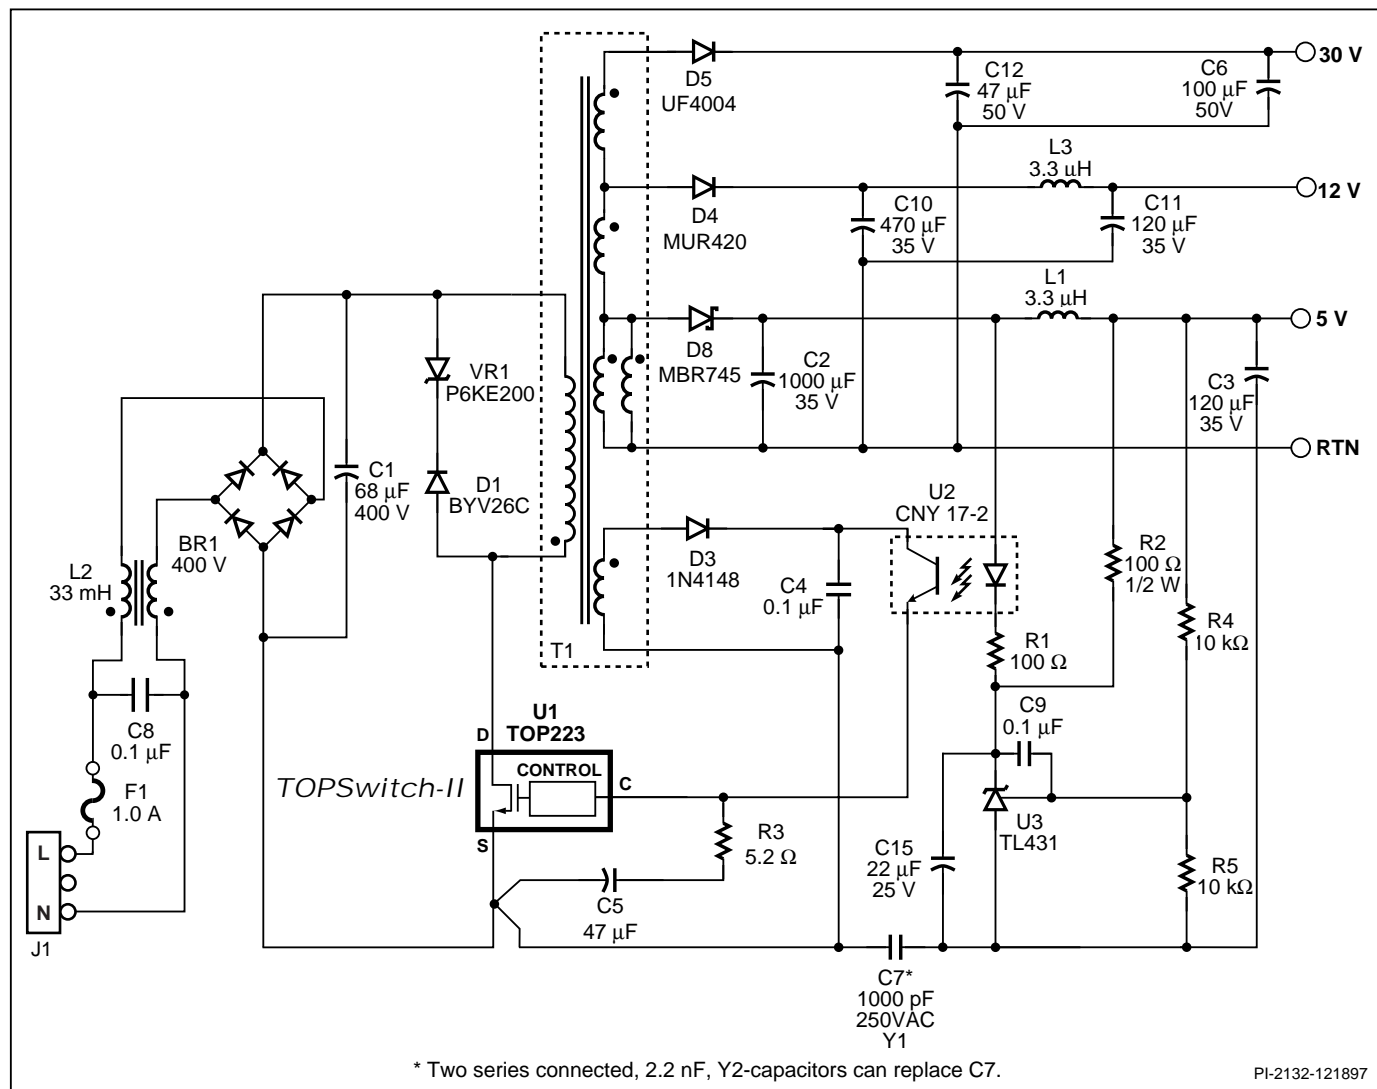 30 V
D5
UF4004
C12
47 µF
50 V
C6
100 µF
50V
L3
3.3 µH
12 V
D4
MUR420
C10
470 µF
35 V
C11
120 µF
35 V
L1
3.3 µH
5 V
D8
MBR745
C2
1000 µF
35 V
C3
120 µF
35 V
RTN
VR1
P6KE200
D1
BYV26C
C1
68 µF
400 V
BR1
400 V
L2
33 mH
C8
0.1 µF
F1
1.0 A
L
N
J1
T1
D3
1N4148
C4
0.1 µF
U2
CNY 17-2
R1
100 Ω
R2
100 Ω
1/2 W
R4
10 kΩ
C9
0.1 µF
U3
TL431
R5
10 kΩ
C15
22 µF
25 V
U1
TOP223
D
CONTROL
C
S
TOPSwitch-II
R3
5.2 Ω
C5
47 µF
C7*
1000 pF
250VAC
Y1
* Two series connected, 2.2 nF, Y2-capacitors can replace C7.
PI-2132-121897